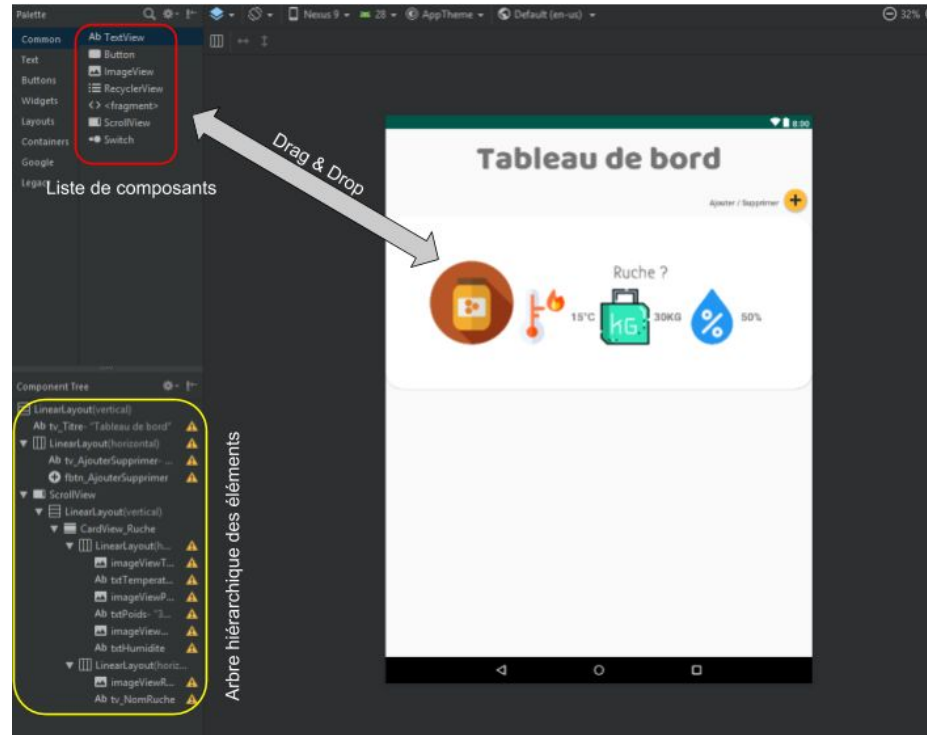 Palette
Nexus 9
28
AppTheme
Default (en-us)
32%
Common
Text
Buttons
Widgets
Layouts
Containers
Google
Legac
Ab TextView
Button
ImageView
RecyclerView
<fragment>
ScrollView
Switch
Liste de composants
Drag & Drop
8:00
Tableau de bord
Ajouter / Supprimer
Ruche ?
15°C
KG
30KG
%
50%
Component Tree
LinearLayout(vertical)
Ab tv_Titre- "Tableau de bord"
LinearLayout(horizontal)
Ab tv_AjouterSupprimer- ...
fbtn_AjouterSupprimer
ScrollView
LinearLayout(vertical)
CardView_Ruche
LinearLayout(h...
imageViewT...
Ab txtTemperat...
imageViewP...
Ab txtPoids- "3...
imageView...
Ab txtHumidite
LinearLayout(horiz...
imageViewR...
Ab tv_NomRuche
Arbre hiérarchique des éléments